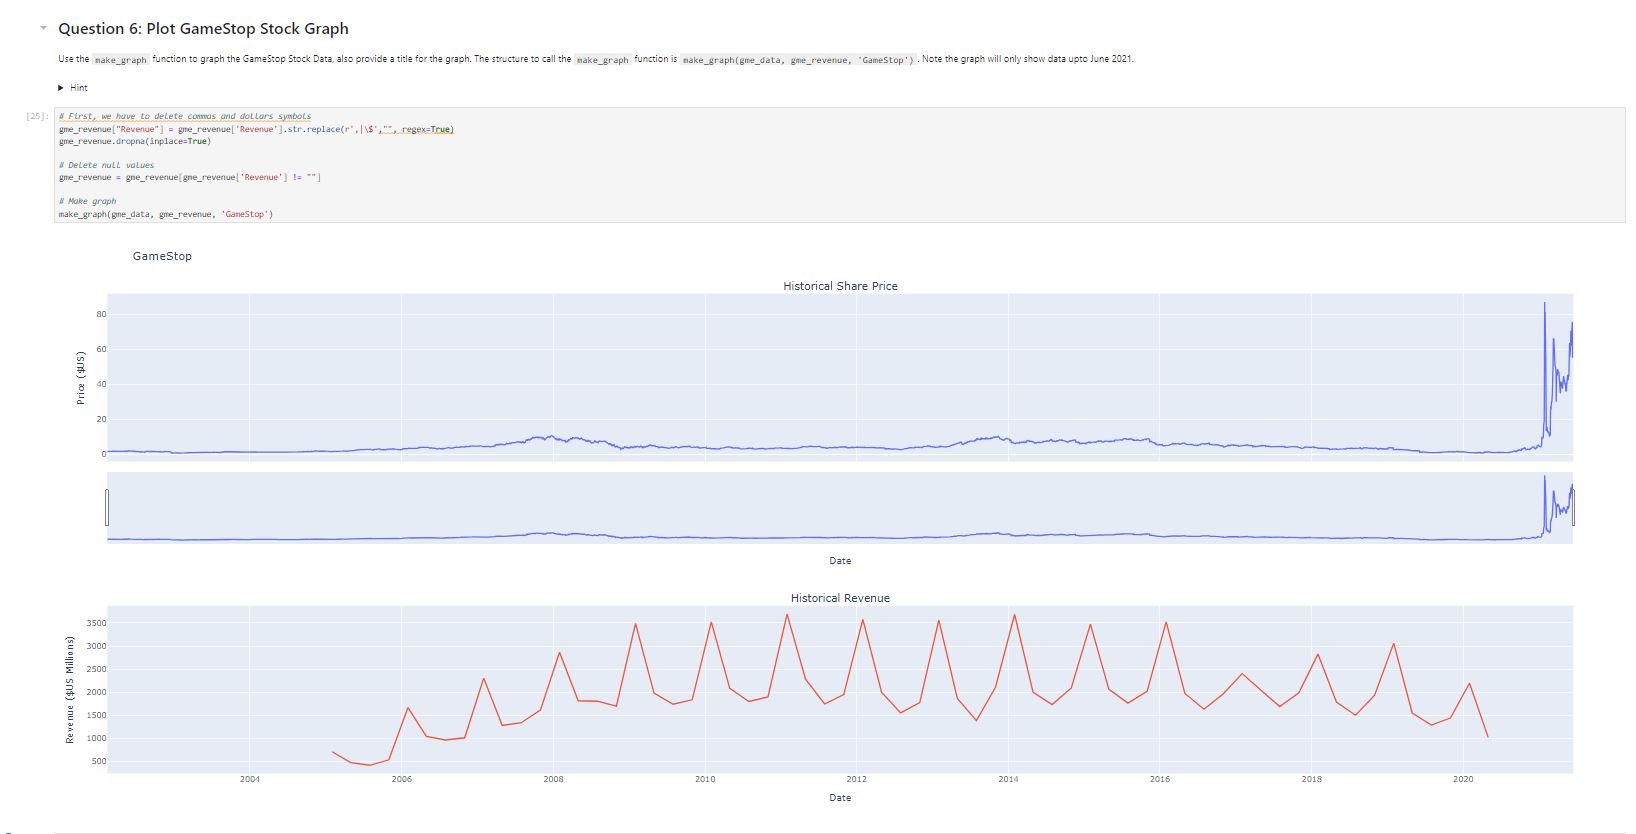 Question 6: Plot GameStop Stock Graph
Use the make_graph function to graph the GameStop Stock Data, also provide a title for the graph. The structure to call the make_graph function is make_graph(gme_data, gme_revenue, 'GameStop') . Note the graph will only show data upto June 2021.
Hint
[25]:
# First, we have to delete commas and dollars symbols
gme_revenue["Revenue"] = gme_revenue['Revenue'].str.replace(r',|\$',"", regex=True)
gme_revenue.dropna(inplace=True)
# Delete null values
gme_revenue = gme_revenue[gme_revenue['Revenue'] != ""]
# Make graph
make_graph(gme_data, gme_revenue, 'GameStop')
GameStop
Historical Share Price
Price ($US)
80
60
40
20
0
Date
Historical Revenue
Revenue ($US Millions)
3500
3000
2500
2000
1500
1000
500
2004 2006 2008 2010 2012 2014 2016 2018 2020
Date